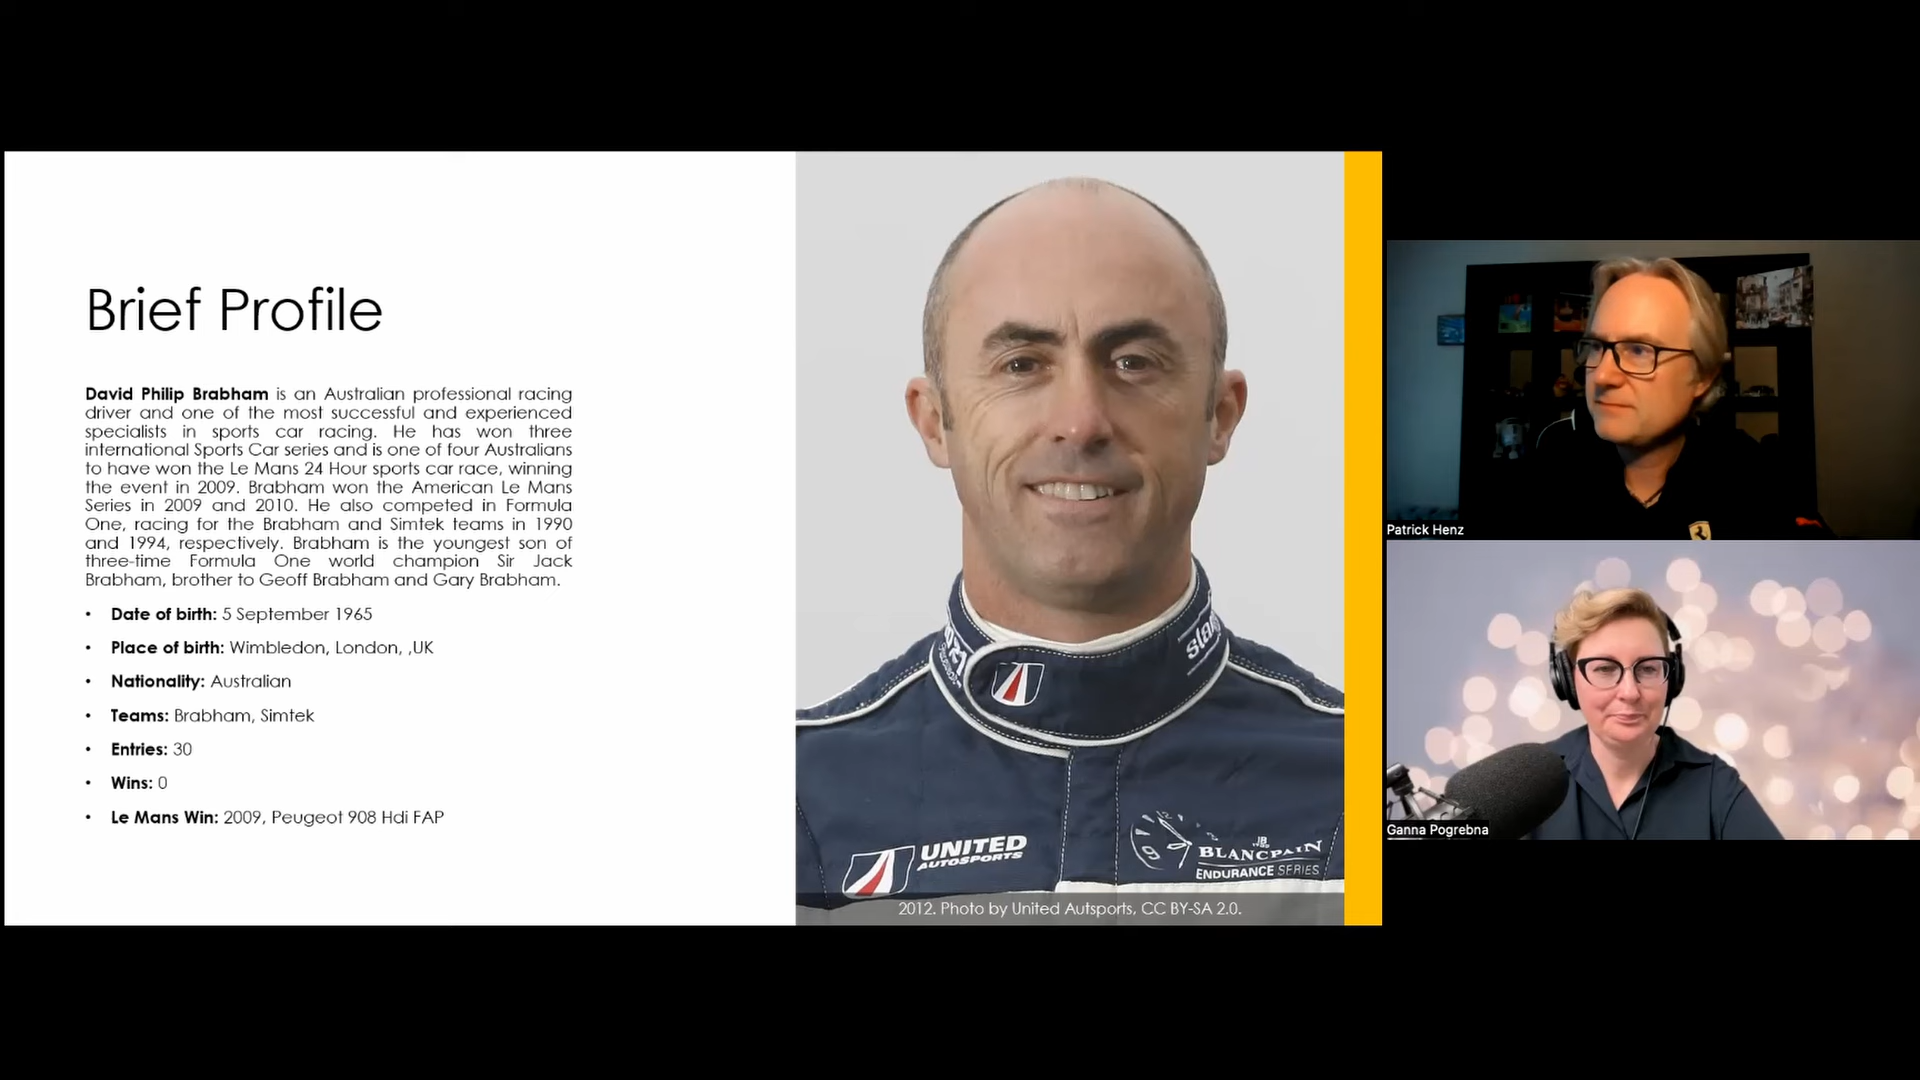 Brief Profile
David Philip Brabham is an Australian professional racing
driver and one of the most successful and experienced
specialists in sports car racing. He has won three
international Sports Car series and is one of four Australians
to have won the Le Mans 24 Hour sports car race, winning
the event in 2009. Brabham won the American Le Mans
Series in 2009 and 2010. He also competed in Formula
One, racing for the Brabham and Simtek teams in 1990
and 1994, respectively. Brabham is the youngest son of
three-time Formula One world champion Sir Jack
Brabham, brother to Geoff Brabham and Gary Brabham.
• Date of birth: 5 September 1965
• Place of birth: Wimbledon, London, ,UK
• Nationality: Australian
• Teams: Brabham, Simtek
• Entries: 30
• Wins: 0
• Le Mans Win: 2009, Peugeot 908 Hdi FAP
UNITED
AUTOSPORTS
JB
1735
BLANCPAIN
ENDURANCE SERIES
2012. Photo by United Autsports, CC BY-SA 2.0.
Patrick Henz
Ganna Pogrebna